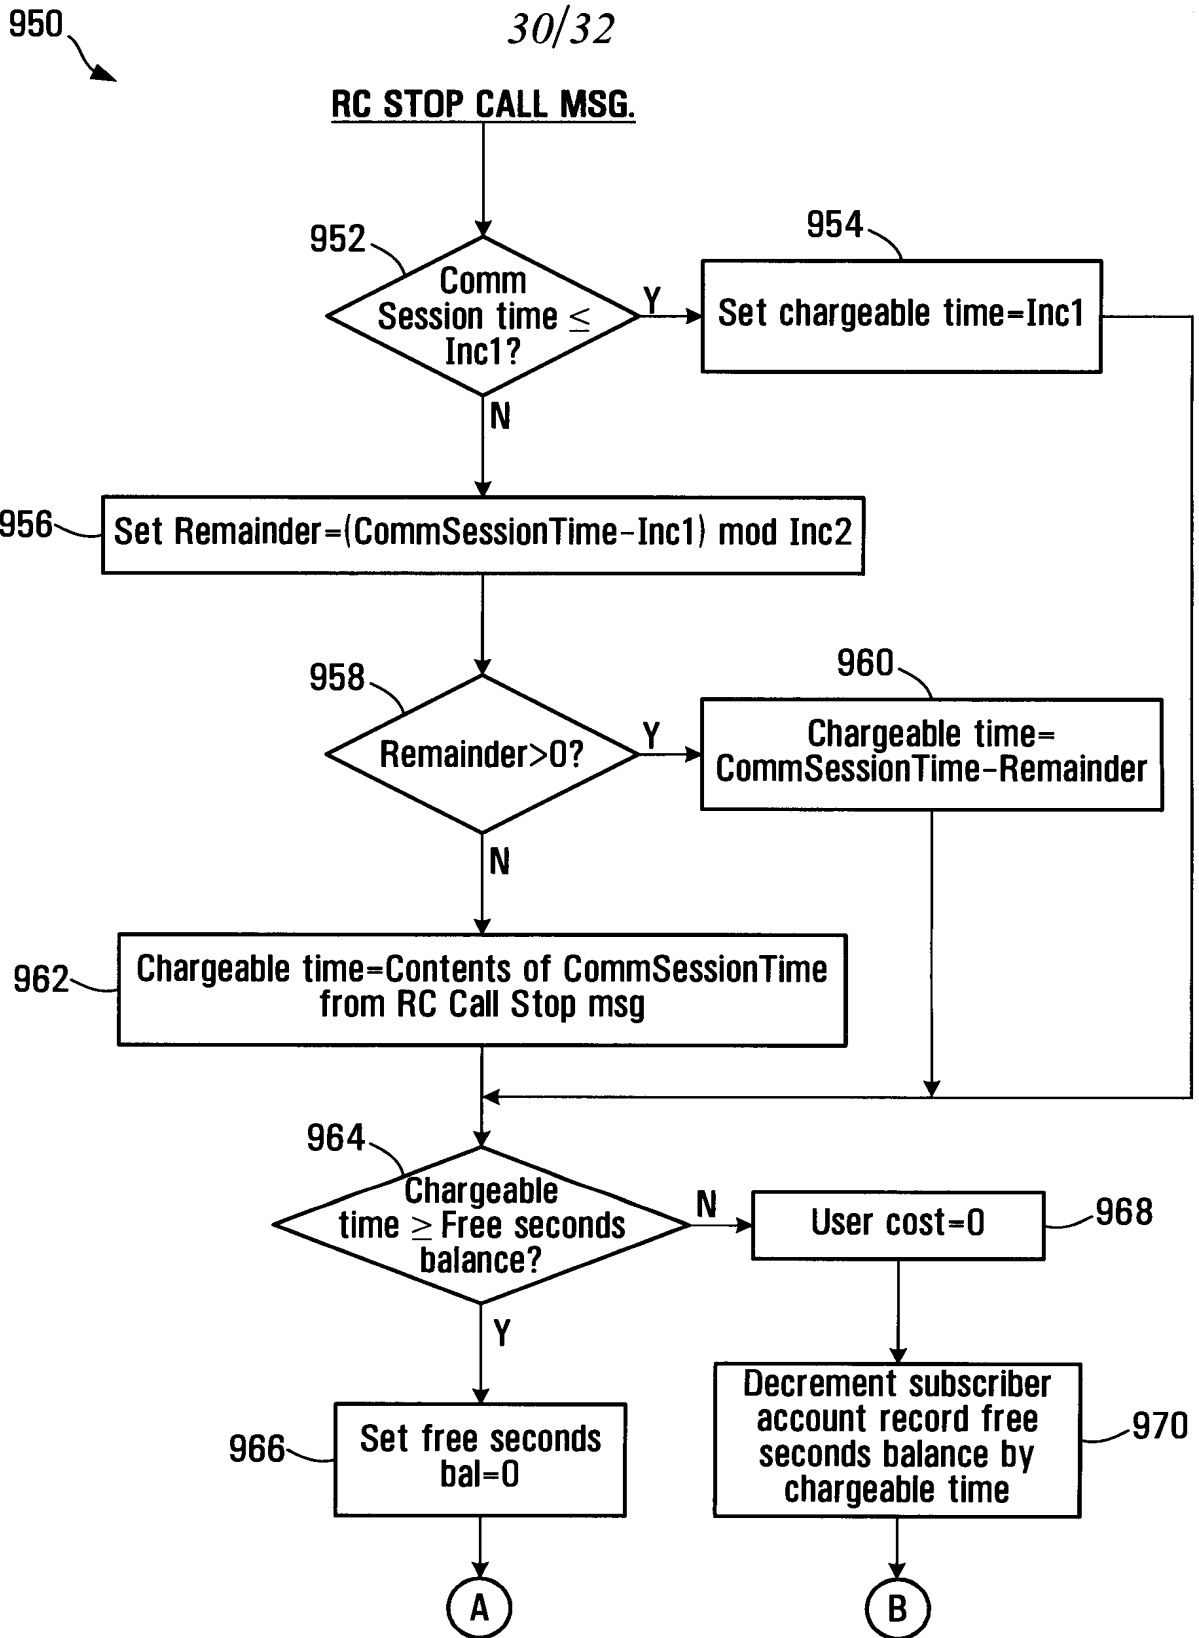 950
30/32
RC STOP CALL MSG.
952
Comm
Session time ≤
Inc1?
Y
954
Set chargeable time=Inc1
N
956
Set Remainder=(CommSessionTime-Inc1) mod Inc2
958
Remainder>0?
Y
960
Chargeable time=
CommSessionTime-Remainder
N
962
Chargeable time=Contents of CommSessionTime
from RC Call Stop msg
964
Chargeable
time ≥ Free seconds
balance?
N
User cost=0
968
Y
966
Set free seconds
bal=0
Decrement subscriber
account record free
seconds balance by
chargeable time
970
A
B